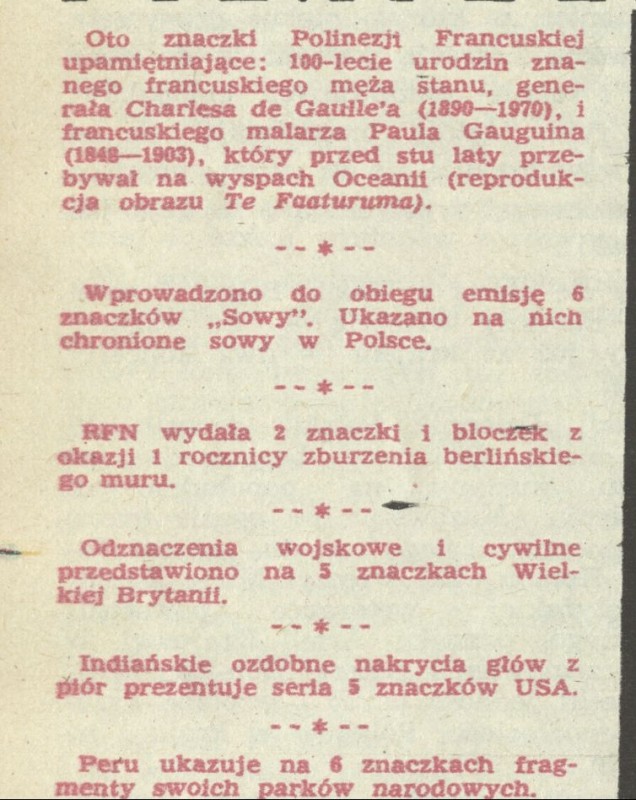 Oto znaczki Polinezji Francuskiej
upamiętniające: 100-lecie urodzin zna-
nego francuskiego męża stanu, gene-
rała Charlesa de Gaulle'a (1890—1970), i
francuskiego malarza Paula Gauguina
(1848—1903), który przed stu laty prze-
bywał na wyspach Oceanii (reproduk-
cja obrazu Te Faaturuma).
--*--
Wprowadzono do obiegu emisję 6
znaczków „Sowy”. Ukazano na nich
chronione sowy w Polsce.
--*--
RFN wydała 2 znaczki i bloczek z
okazji 1 rocznicy zburzenia berlińskie-
go muru.
--*--
Odznaczenia wojskowe i cywilne
przedstawiono na 5 znaczkach Wiel-
kiej Brytanii.
--*--
Indiańskie ozdobne nakrycia głów z
piór prezentuje seria 5 znaczków USA.
--*--
Peru ukazuje na 6 znaczkach frag-
menty swoich parków narodowych.